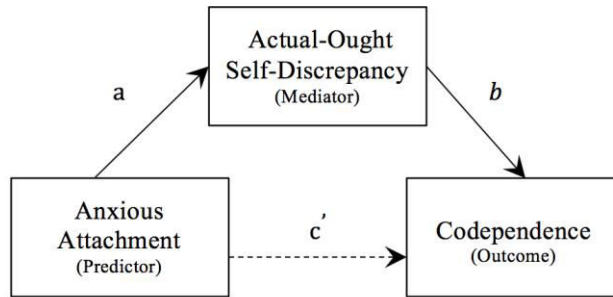 Actual-Ought
Self-Discrepancy
(Mediator)
a
b
Anxious
Attachment
(Predictor)
c'
Codependence
(Outcome)